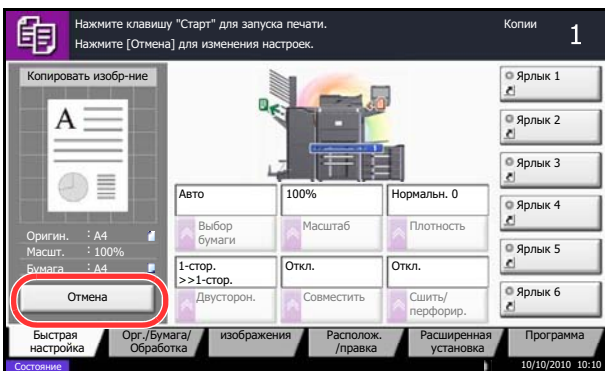 Нажмите клавишу "Старт" для запуска печати.
Нажмите [Отмена] для изменения настроек.
Копии
1
Копировать изобр-ние
A
Оригин. : A4
Масшт. : 100%
Бумага : A4
Отмена
Авто
100%
Нормальн. 0
Выбор
бумаги
Масштаб
Плотность
1-стор.
>>1-стор.
Откл.
Откл.
Двусторон.
Совместить
Сшить/
перфорир.
Ярлык 1
Ярлык 2
Ярлык 3
Ярлык 4
Ярлык 5
Ярлык 6
Быстрая
настройка
Ориг./Бумага/
Обработка
изображения
Располож.
/правка
Расширенная
установка
Программа
Состояние
10/10/2010 10:10